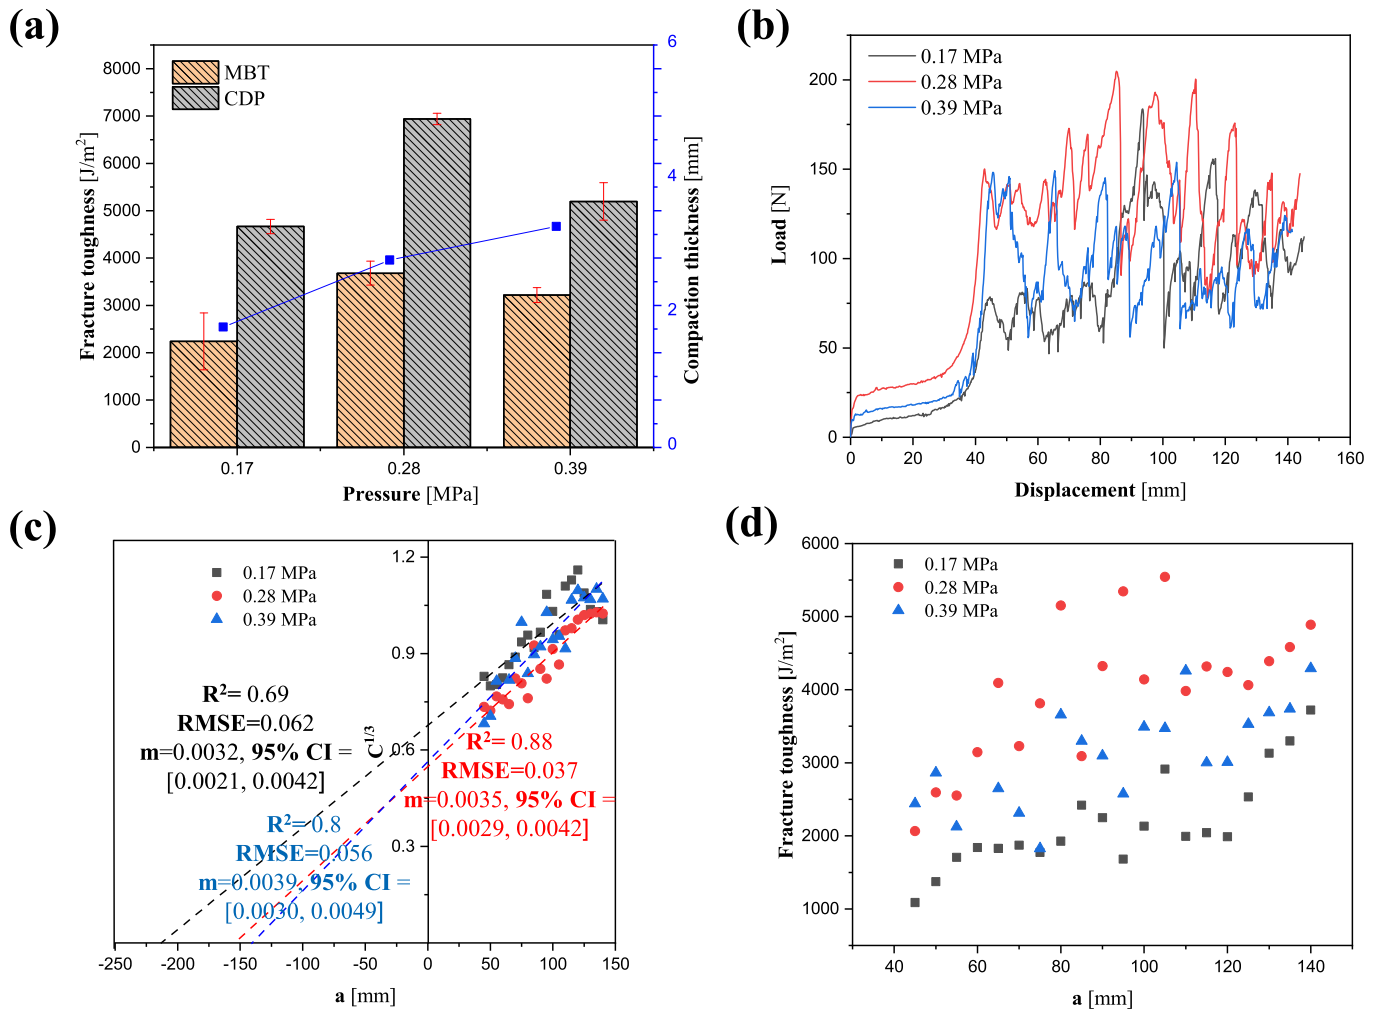 (a)
8000
7000
6000
5000
4000
3000
2000
1000
0
Fracture toughness [J/m²]
MBT
CDP
6
4
2
0
Compaction thickness [mm]
0.17
0.28
0.39
Pressure [MPa]
(b)
200
150
100
50
0
Load [N]
0.17 MPa
0.28 MPa
0.39 MPa
0
20
40
60
80
100
120
140
160
Displacement [mm]
(c)
1.2
0.9
0.6
0.3
C^1/3
0.17 MPa
0.28 MPa
0.39 MPa
R²= 0.69
RMSE=0.062
m=0.0032, 95% CI =
[0.0021, 0.0042]
R²= 0.88
RMSE=0.037
m=0.0035, 95% CI =
[0.0029, 0.0042]
R²= 0.8
RMSE=0.056
m=0.0039, 95% CI =
[0.0030, 0.0049]
-250
-200
-150
-100
-50
0
50
100
150
a [mm]
(d)
6000
5000
4000
3000
2000
1000
Fracture toughness [J/m²]
0.17 MPa
0.28 MPa
0.39 MPa
40
60
80
100
120
140
a [mm]